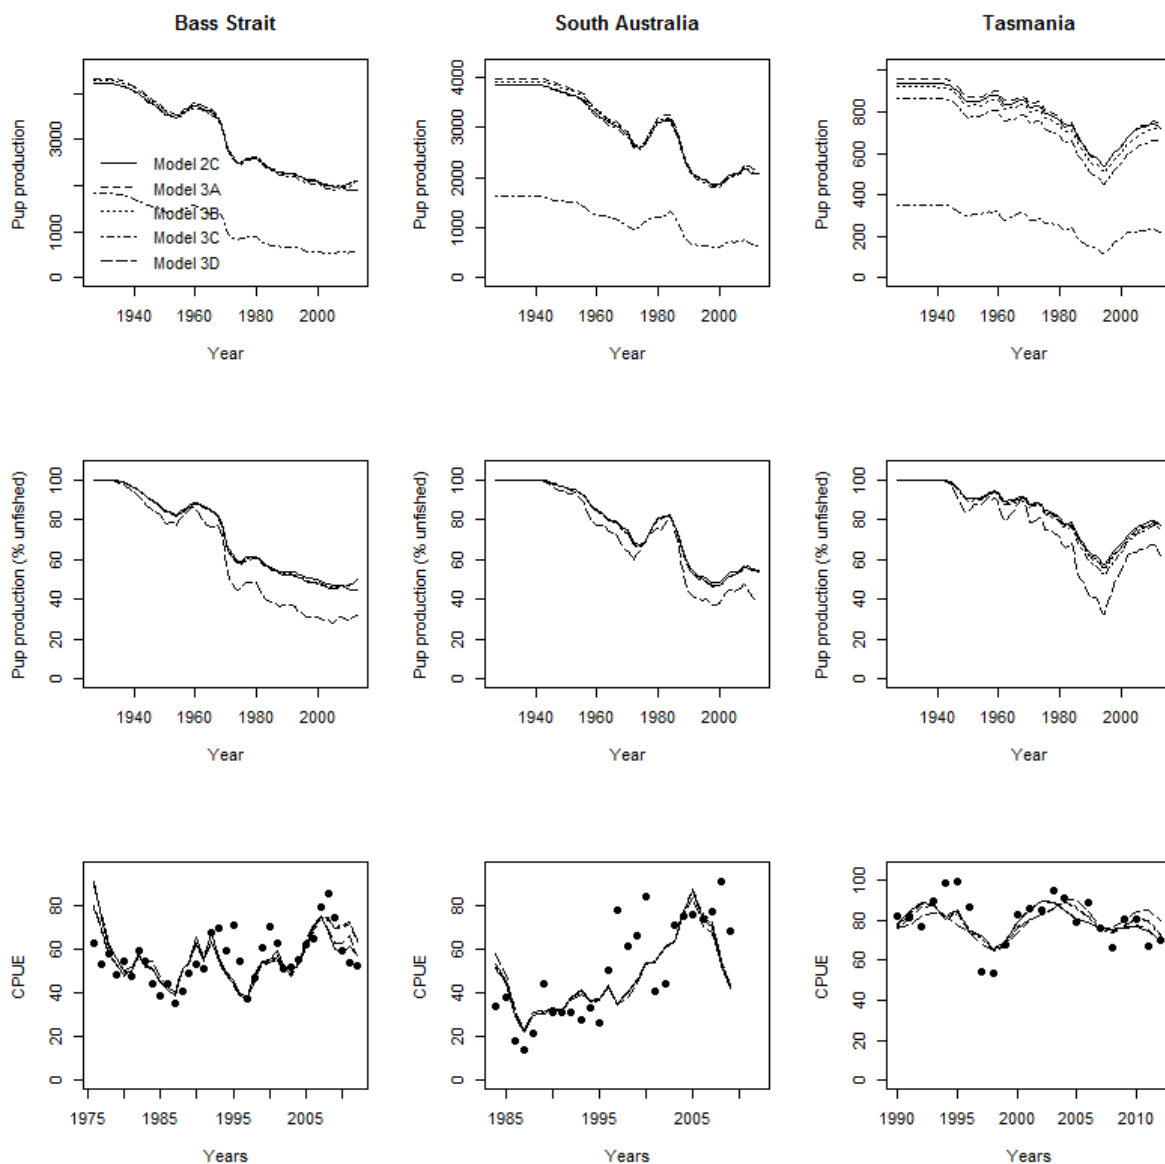 Bass Strait South Australia Tasmania
Pup production
0 1000 3000
Model 2C
Model 3A
Model 3B
Model 3C
Model 3D
1940 1960 1980 2000
Year
Pup production
0 1000 2000 3000 4000
1940 1960 1980 2000
Year
Pup production
0 200 400 600 800
1940 1960 1980 2000
Year
Pup production (% unfished)
0 20 40 60 80 100
1940 1960 1980 2000
Year
Pup production (% unfished)
0 20 40 60 80 100
1940 1960 1980 2000
Year
Pup production (% unfished)
0 20 40 60 80 100
1940 1960 1980 2000
Year
CPUE
0 20 40 60 80
1975 1985 1995 2005
Years
CPUE
0 20 40 60 80
1985 1995 2005
Years
CPUE
0 20 40 60 80 100
1990 1995 2000 2005 2010
Years